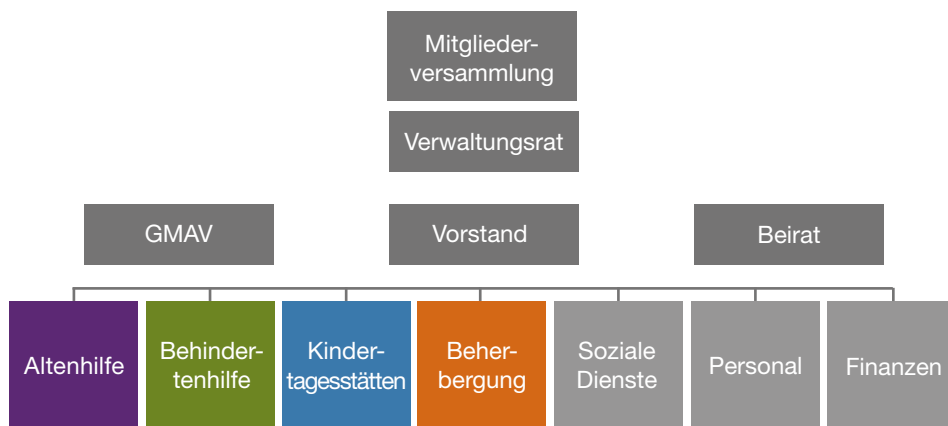 Mitglieder-
versammlung
Verwaltungsrat
GMAV
Vorstand
Beirat
Altenhilfe
Behinder-
tenhilfe
Kinder-
tagesstätten
Beher-
bergung
Soziale
Dienste
Personal
Finanzen